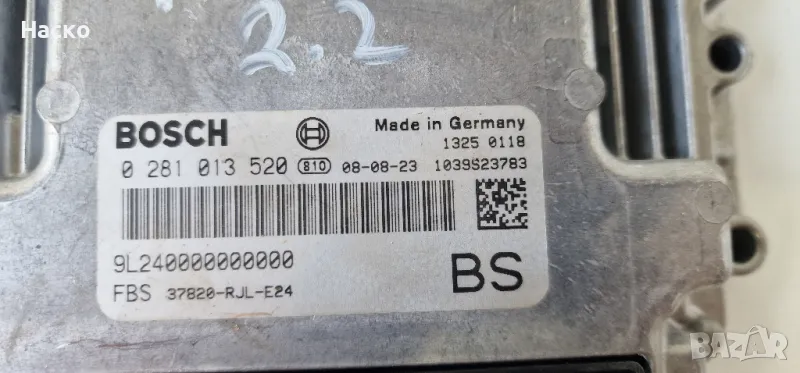 Наско
2.2
BOSCH Made in Germany
1325 0118
0 281 013 520 810 08-08-23 1039S23783
9L240000000000
BS
FBS 37820-RJL-E24
BAZAR